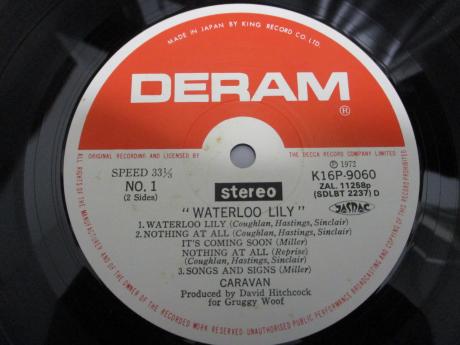 MADE IN JAPAN BY KING RECORD CO. LTD.
DERAM
®
ALL ORIGINAL RECORDING AND LICENSED BY THE DECCA RECORD COMPANY LIMITED
SPEED 33⅓
NO. 1
(2 Sides)
stereo
Ⓟ 1972
K16P-9060
ZAL. 11258p
(SDLBT 2237) D
JASRAC
"WATERLOO LILY"
1. WATERLOO LILY (Coughlan, Hastings, Sinclair)
2. NOTHING AT ALL (Coughlan, Hastings, Sinclair)
IT'S COMING SOON (Miller)
NOTHING AT ALL (Reprise)
(Coughlan, Hastings, Sinclair)
3. SONGS AND SIGNS (Miller)
CARAVAN
Produced by David Hitchcock
for Gruggy Woof
RIGHTS OF THE MANUFACTURER AND OF THE OWNER OF THE RECORDED WORK RESERVED UNAUTHORISED PUBLIC PERFORMANCE BROADCASTING AND COPYING OF THIS RECORD PROHIBITED